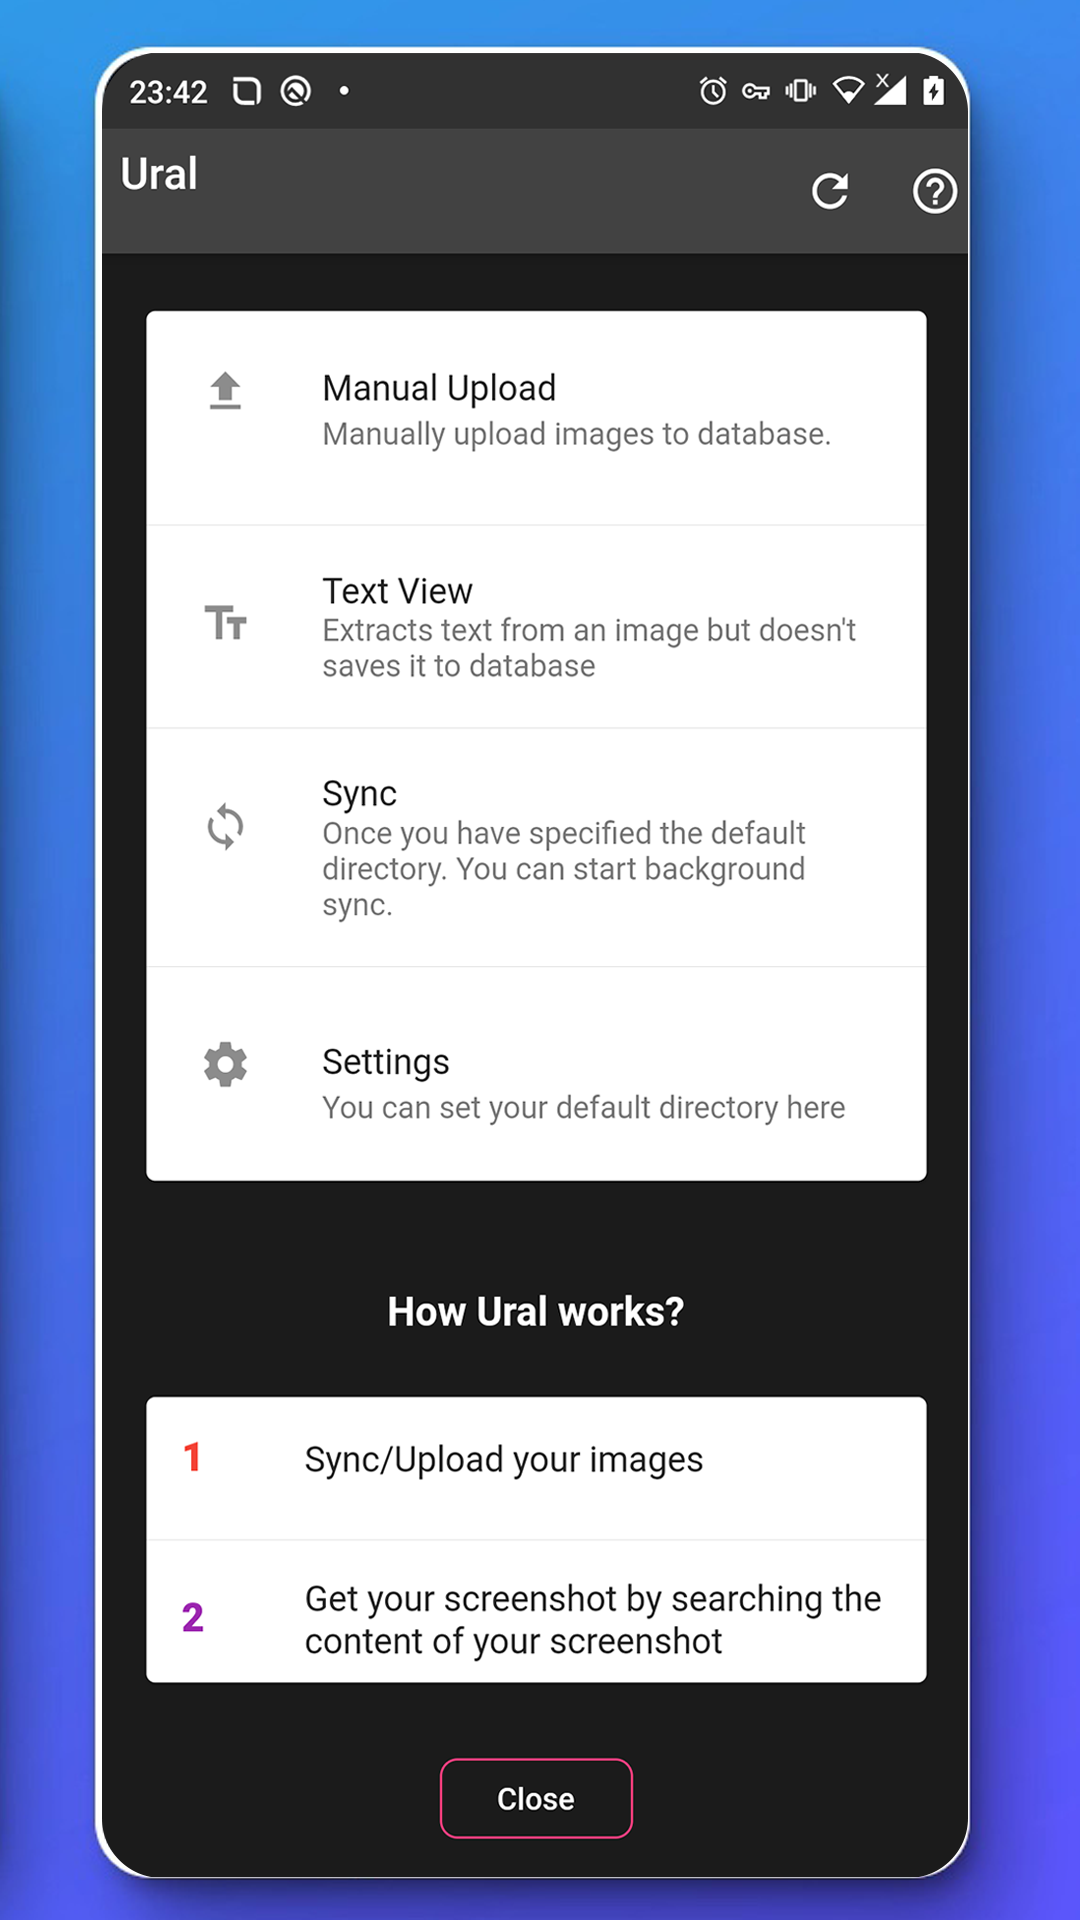 23:42
Ural
Manual Upload
Manually upload images to database.
Text View
Extracts text from an image but doesn't
saves it to database
Sync
Once you have specified the default
directory. You can start background
sync.
Settings
You can set your default directory here
How Ural works?
1
Sync/Upload your images
2
Get your screenshot by searching the
content of your screenshot
Close